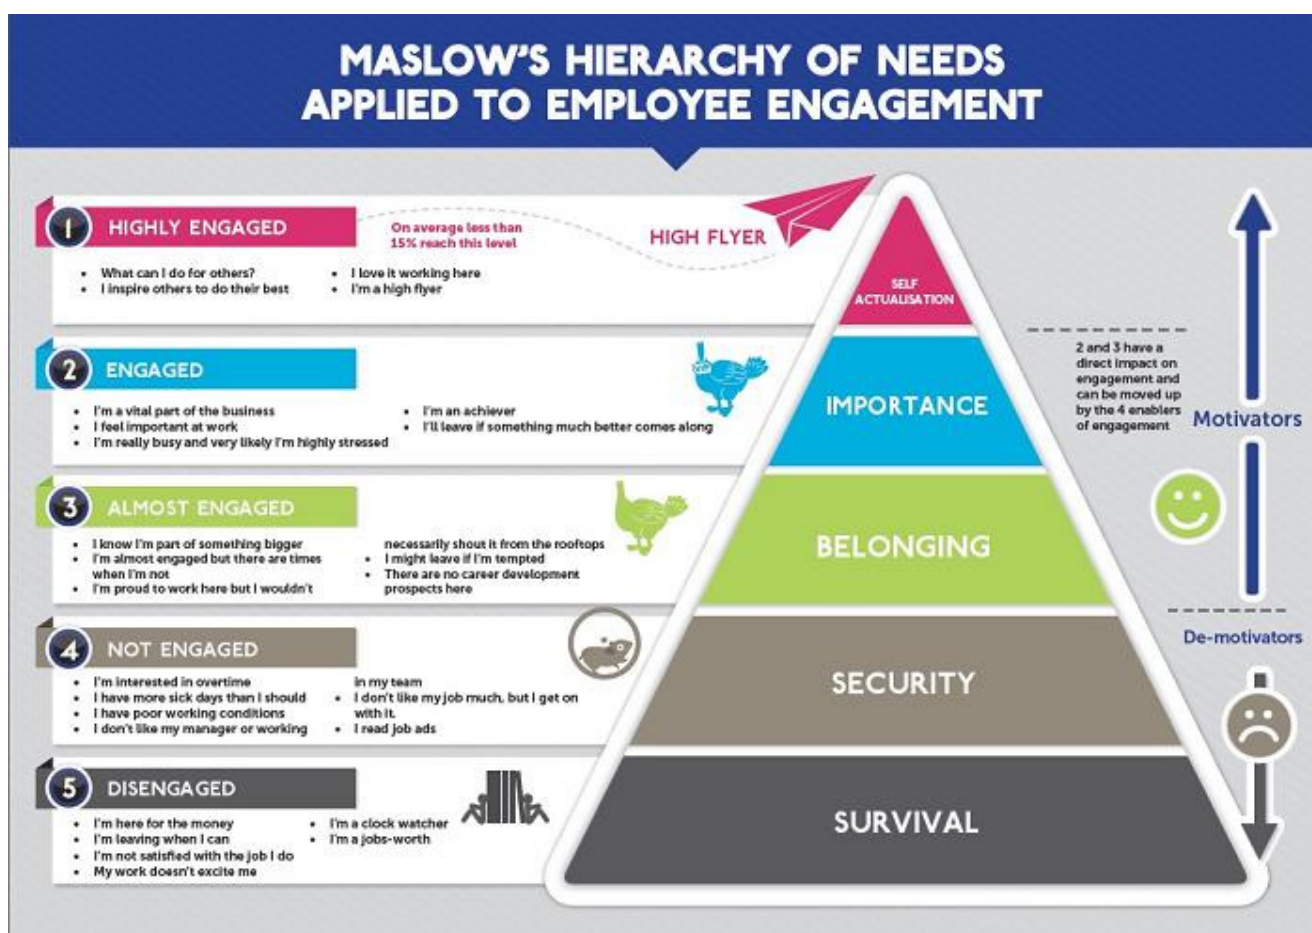 MASLOW'S HIERARCHY OF NEEDS
APPLIED TO EMPLOYEE ENGAGEMENT
1 HIGHLY ENGAGED
On average less than
15% reach this level
HIGH FLYER
• What can I do for others?
• I inspire others to do their best
• I love it working here
• I'm a high flyer
SELF
ACTUALISATION
2 ENGAGED
VIP
• I'm a vital part of the business
• I feel important at work
• I'm really busy and very likely I'm highly stressed
• I'm an achiever
• I'll leave if something much better comes along
IMPORTANCE
2 and 3 have a
direct impact on
engagement and
can be moved up
by the 4 enablers
of engagement
Motivators
3 ALMOST ENGAGED
• I know I'm part of something bigger
• I'm almost engaged but there are times
when I'm not
• I'm proud to work here but I wouldn't
necessarily shout it from the rooftops
• I might leave if I'm tempted
• There are no career development
prospects here
BELONGING
De-motivators
4 NOT ENGAGED
• I'm interested in overtime
• I have more sick days than I should
• I have poor working conditions
• I don't like my manager or working
in my team
• I don't like my job much, but I get on
with it.
• I read job ads
SECURITY
5 DISENGAGED
• I'm here for the money
• I'm leaving when I can
• I'm not satisfied with the job I do
• My work doesn't excite me
• I'm a clock watcher
• I'm a jobs-worth
SURVIVAL